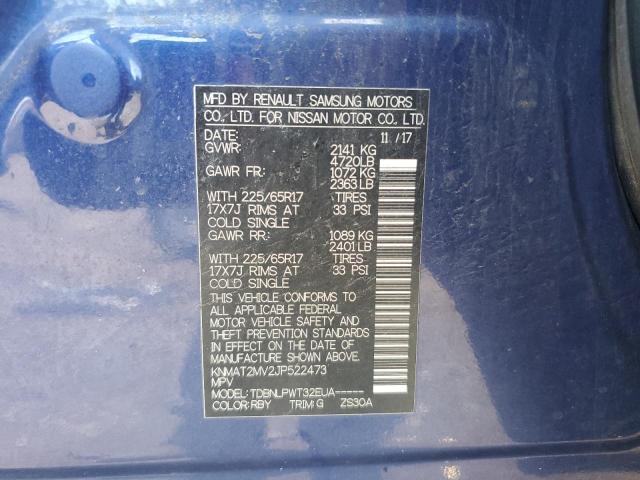 MFD BY RENAULT SAMSUNG MOTORS
CO., LTD. FOR NISSAN MOTOR CO., LTD.
DATE: 11 / 17
GVWR: 2141 KG
4720LB
GAWR FR: 1072 KG
2363 LB
WITH 225/65R17 TIRES
17X7J RIMS AT 33 PSI
COLD SINGLE
GAWR RR: 1089 KG
2401 LB
WITH 225/65R17 TIRES
17X7J RIMS AT 33 PSI
COLD SINGLE
THIS VEHICLE CONFORMS TO
ALL APPLICABLE FEDERAL
MOTOR VEHICLE SAFETY AND
THEFT PREVENTION STANDARDS
IN EFFECT ON THE DATE OF
MANUFACTURE SHOWN ABOVE.
KNMAT2MV2JP522473
MPV
MODEL: TDBNLPWT32EUA-----
COLOR:RBY TRIM: G ZS30A